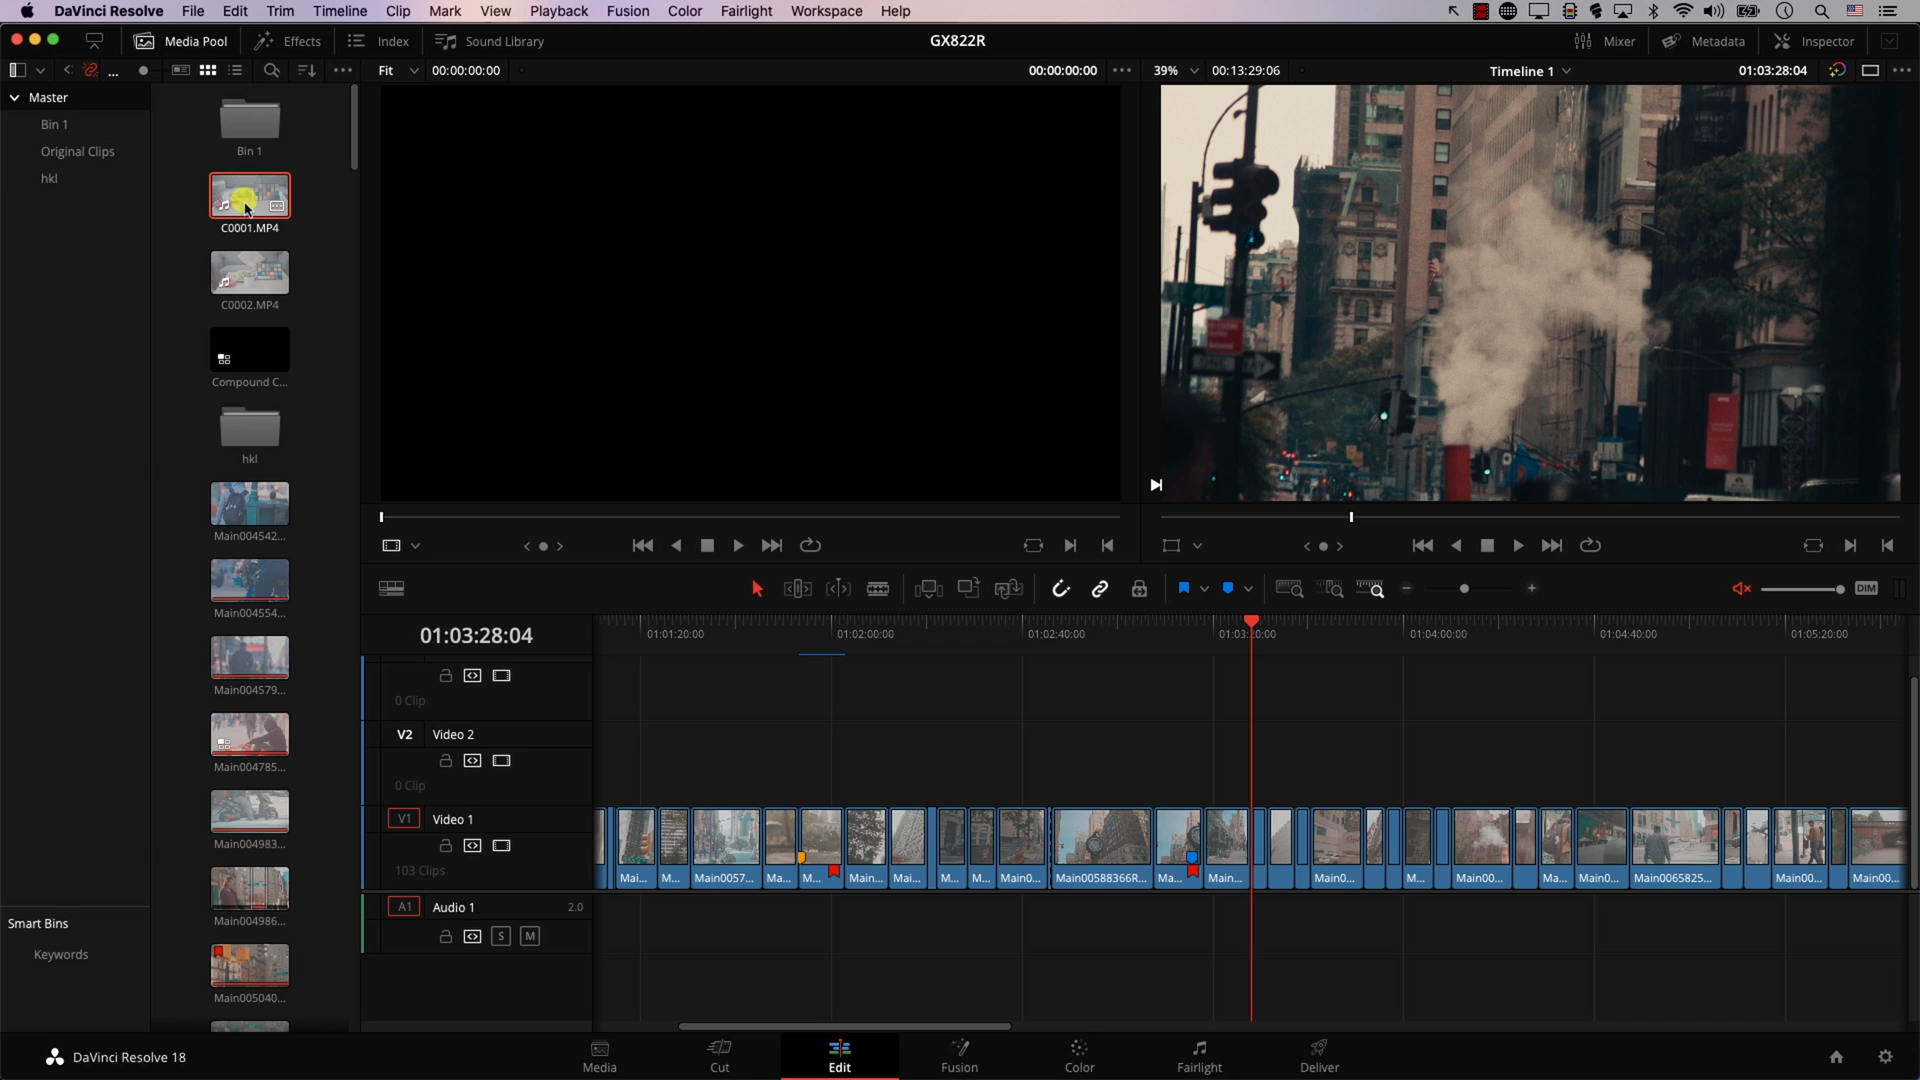 DaVinci Resolve File Edit Trim Timeline Clip Mark View Playback Fusion Color Fairlight Workspace Help
Media Pool Effects Index Sound Library GX822R Mixer Metadata Inspector
... Fit 00:00:00:00 00:00:00:00 39% 00:13:29:06 Timeline 1 01:03:28:04
Master
Bin 1
Original Clips
hkl
Bin 1
C0001.MP4
C0002.MP4
Compound C...
hkl
Main004542...
Main004554...
Main004579...
Main004785...
Main004983...
Main004986...
Main005040...
Smart Bins
Keywords
DIM
01:03:28:04
01:01:20:00 01:02:00:00 01:02:40:00 01:03:20:00 01:04:00:00 01:04:40:00 01:05:20:00
0 Clip
V2 Video 2
0 Clip
V1 Video 1
103 Clips
Mai... M... Main0057... Ma... M... Main... Mai... M... M... Main0... Main00588366R... Ma... Main... Main0... M... Main00... Ma... Main0... Main0065825... Main00... Main00...
A1 Audio 1 2.0
S M
DaVinci Resolve 18
Media Cut Edit Fusion Color Fairlight Deliver